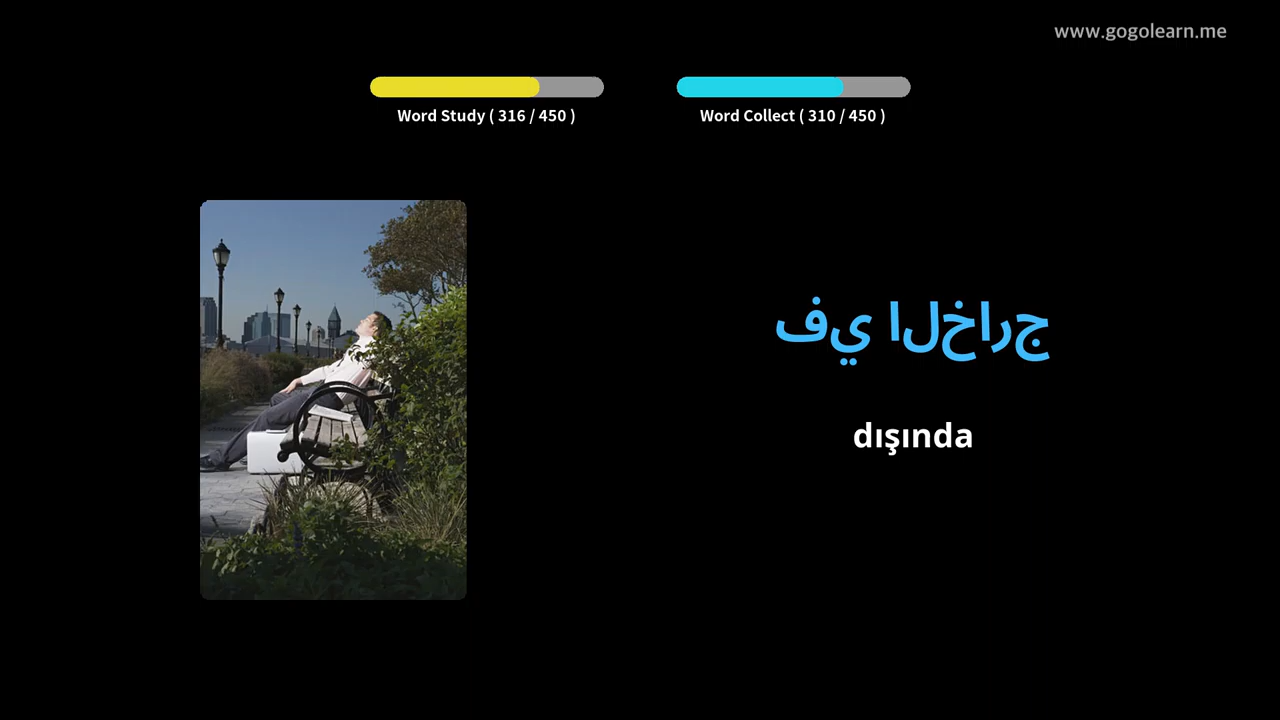 www.gogolearn.me
Word Study ( 316 / 450 )
Word Collect ( 310 / 450 )
في الخارج
dışında